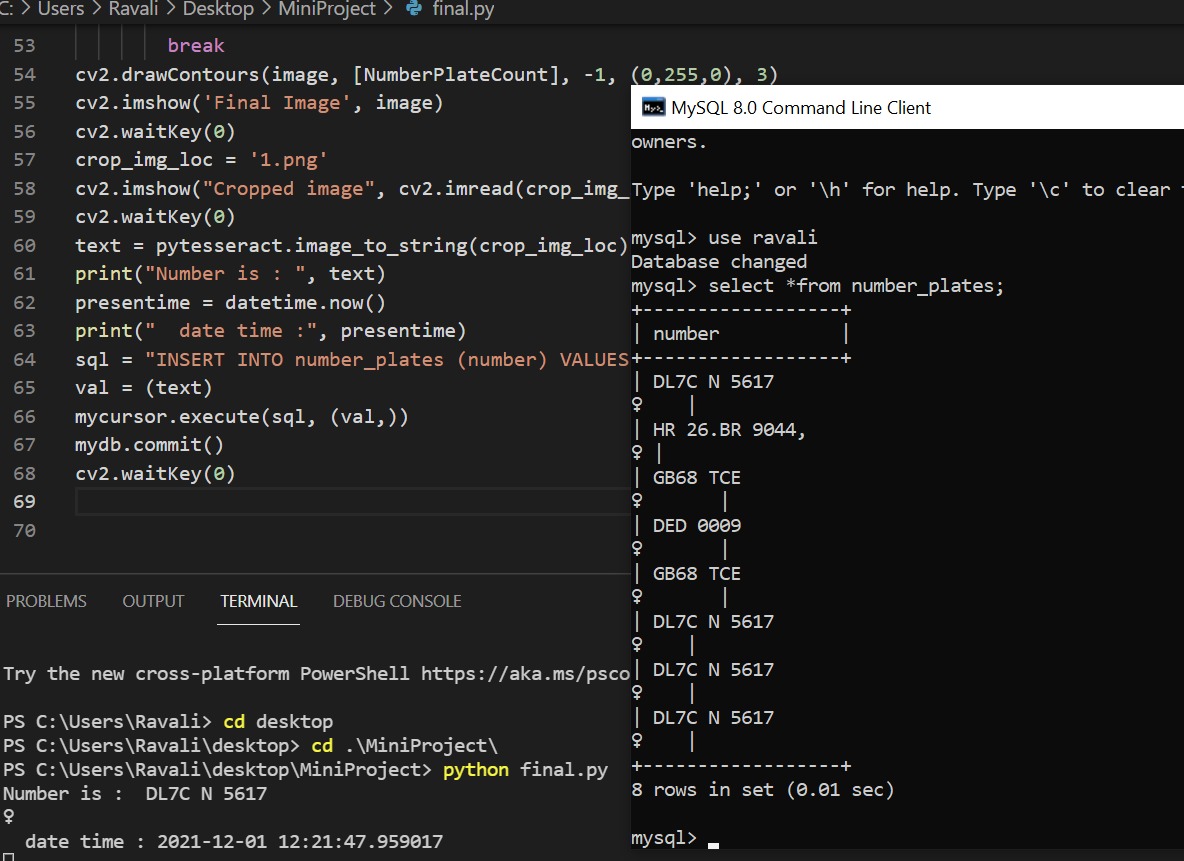 C: > Users > Ravali > Desktop > MiniProject > final.py
53 break
54 cv2.drawContours(image, [NumberPlateCount], -1, (0,255,0), 3)
55 cv2.imshow('Final Image', image)
56 cv2.waitKey(0)
57 crop_img_loc = '1.png'
58 cv2.imshow("Cropped image", cv2.imread(crop_img_
59 cv2.waitKey(0)
60 text = pytesseract.image_to_string(crop_img_loc)
61 print("Number is : ", text)
62 presentime = datetime.now()
63 print("  date time :", presentime)
64 sql = "INSERT INTO number_plates (number) VALUES
65 val = (text)
66 mycursor.execute(sql, (val,))
67 mydb.commit()
68 cv2.waitKey(0)
69
70
PROBLEMS OUTPUT TERMINAL DEBUG CONSOLE
Try the new cross-platform PowerShell https://aka.ms/psco
PS C:\Users\Ravali> cd desktop
PS C:\Users\Ravali\desktop> cd .\MiniProject\
PS C:\Users\Ravali\desktop\MiniProject> python final.py
Number is :  DL7C N 5617
♀
  date time : 2021-12-01 12:21:47.959017
MySQL 8.0 Command Line Client
owners.
Type 'help;' or '\h' for help. Type '\c' to clear
mysql> use ravali
Database changed
mysql> select *from number_plates;
+------------------+
| number           |
+------------------+
| DL7C N 5617
♀    |
| HR 26.BR 9044,
♀ |
| GB68 TCE
♀       |
| DED 0009
♀       |
| GB68 TCE
♀       |
| DL7C N 5617
♀    |
| DL7C N 5617
♀    |
| DL7C N 5617
♀    |
+------------------+
8 rows in set (0.01 sec)
mysql>